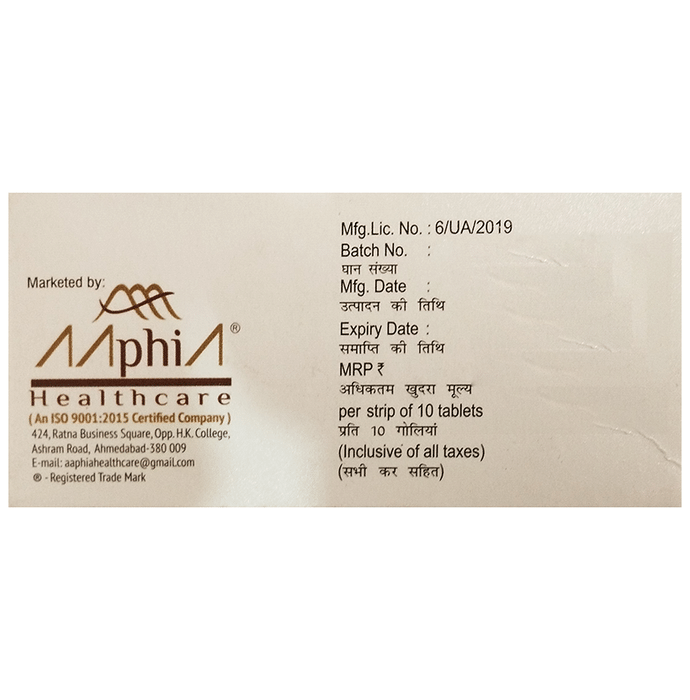 Marketed by:
AAphiA®
Healthcare
( An ISO 9001:2015 Certified Company )
424, Ratna Business Square, Opp. H.K. College,
Ashram Road, Ahmedabad-380 009
E-mail: aaphiahealthcare@gmail.com
® - Registered Trade Mark
Mfg.Lic. No. : 6/UA/2019
Batch No. :
घान संख्या
Mfg. Date :
उत्पादन की तिथि
Expiry Date :
समाप्ति की तिथि
MRP ₹
अधिकतम खुदरा मूल्य
per strip of 10 tablets
प्रति 10 गोलियां
(Inclusive of all taxes)
(सभी कर सहित)